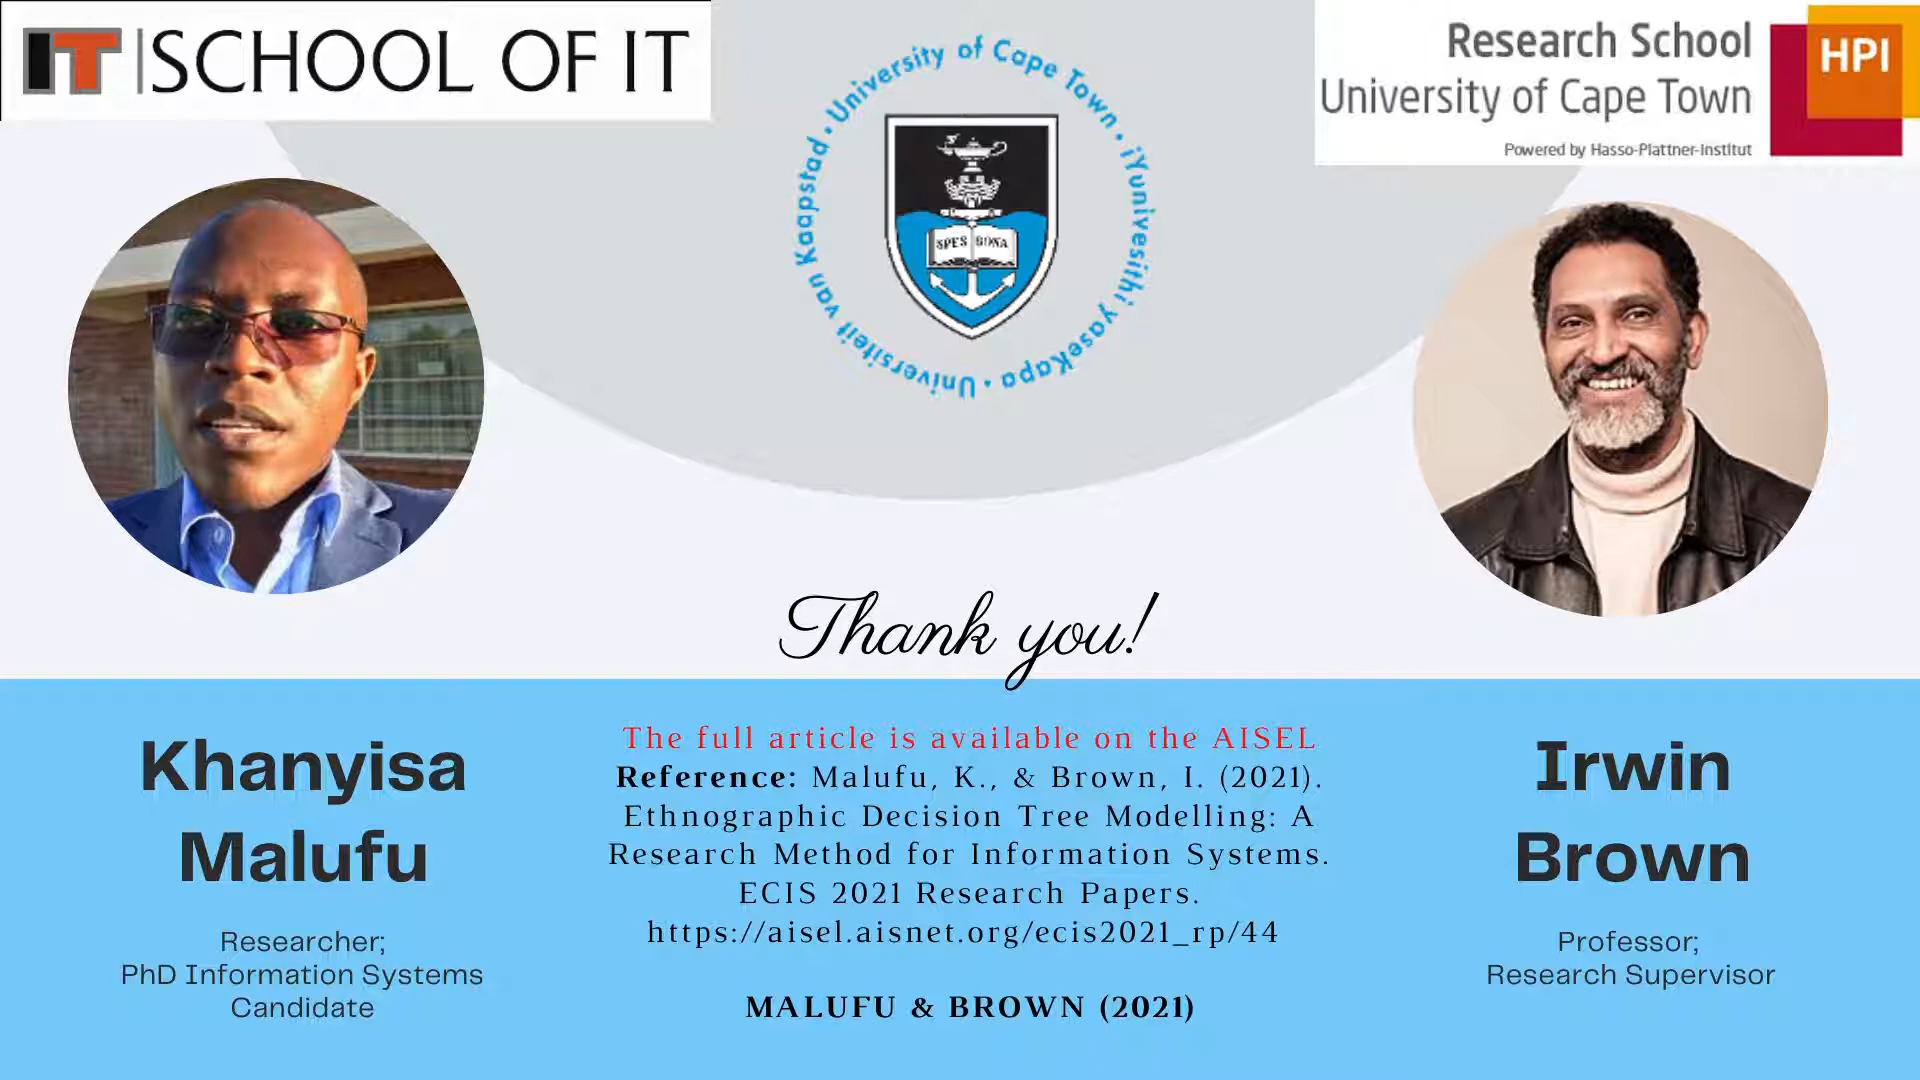 IT SCHOOL OF IT
University of Cape Town • iYunivesithi yaseKapa • Universiteit van Kaapstad •
SPES BONA
Research School
University of Cape Town
Powered by Hasso-Plattner-Institut
HPI
Thank you!
Khanyisa
Malufu
Researcher;
PhD Information Systems
Candidate
The full article is available on the AISEL
Reference: Malufu, K., & Brown, I. (2021).
Ethnographic Decision Tree Modelling: A
Research Method for Information Systems.
ECIS 2021 Research Papers.
https://aisel.aisnet.org/ecis2021_rp/44
MALUFU & BROWN (2021)
Irwin
Brown
Professor;
Research Supervisor